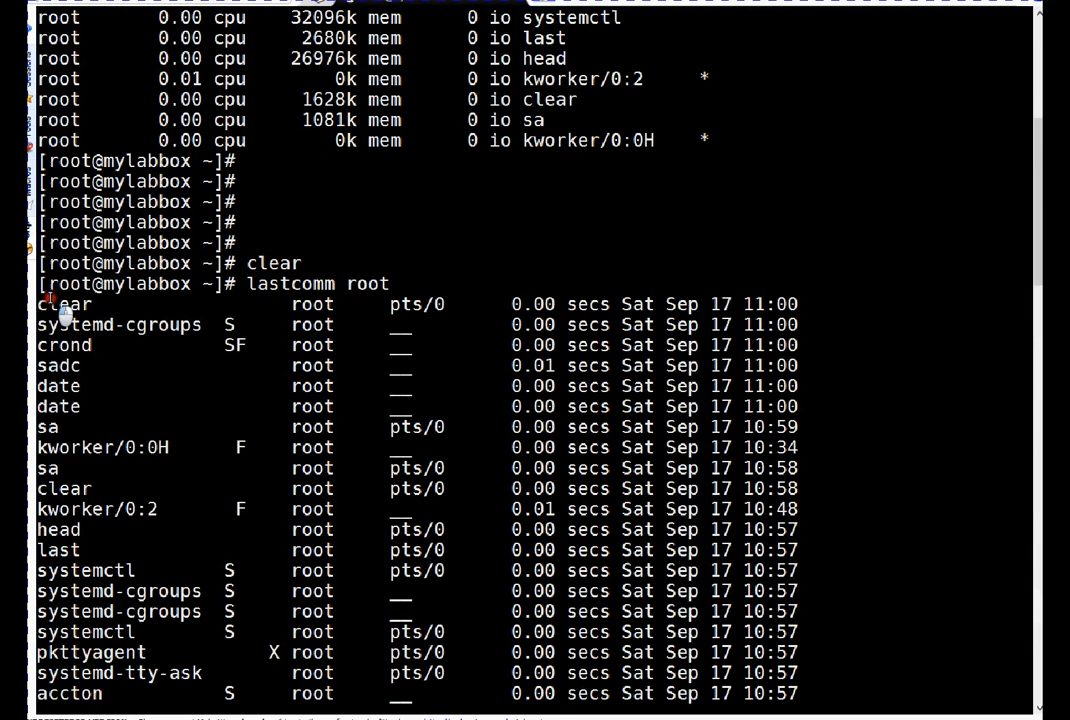 root 0.00 cpu 32096k mem 0 io systemctl
root 0.00 cpu 2680k mem 0 io last
root 0.00 cpu 26976k mem 0 io head
root 0.01 cpu 0k mem 0 io kworker/0:2 *
root 0.00 cpu 1628k mem 0 io clear
root 0.00 cpu 1081k mem 0 io sa
root 0.00 cpu 0k mem 0 io kworker/0:0H *
[root@mylabbox ~]#
[root@mylabbox ~]#
[root@mylabbox ~]#
[root@mylabbox ~]#
[root@mylabbox ~]#
[root@mylabbox ~]# clear
[root@mylabbox ~]# lastcomm root
clear root pts/0 0.00 secs Sat Sep 17 11:00
systemd-cgroups S root __ 0.00 secs Sat Sep 17 11:00
crond SF root __ 0.00 secs Sat Sep 17 11:00
sadc root __ 0.01 secs Sat Sep 17 11:00
date root __ 0.00 secs Sat Sep 17 11:00
date root __ 0.00 secs Sat Sep 17 11:00
sa root pts/0 0.00 secs Sat Sep 17 10:59
kworker/0:0H F root __ 0.00 secs Sat Sep 17 10:34
sa root pts/0 0.00 secs Sat Sep 17 10:58
clear root pts/0 0.00 secs Sat Sep 17 10:58
kworker/0:2 F root __ 0.01 secs Sat Sep 17 10:48
head root pts/0 0.00 secs Sat Sep 17 10:57
last root pts/0 0.00 secs Sat Sep 17 10:57
systemctl S root pts/0 0.00 secs Sat Sep 17 10:57
systemd-cgroups S root __ 0.00 secs Sat Sep 17 10:57
systemd-cgroups S root __ 0.00 secs Sat Sep 17 10:57
systemctl S root pts/0 0.00 secs Sat Sep 17 10:57
pkttyagent X root pts/0 0.00 secs Sat Sep 17 10:57
systemd-tty-ask root pts/0 0.00 secs Sat Sep 17 10:57
accton S root __ 0.00 secs Sat Sep 17 10:57